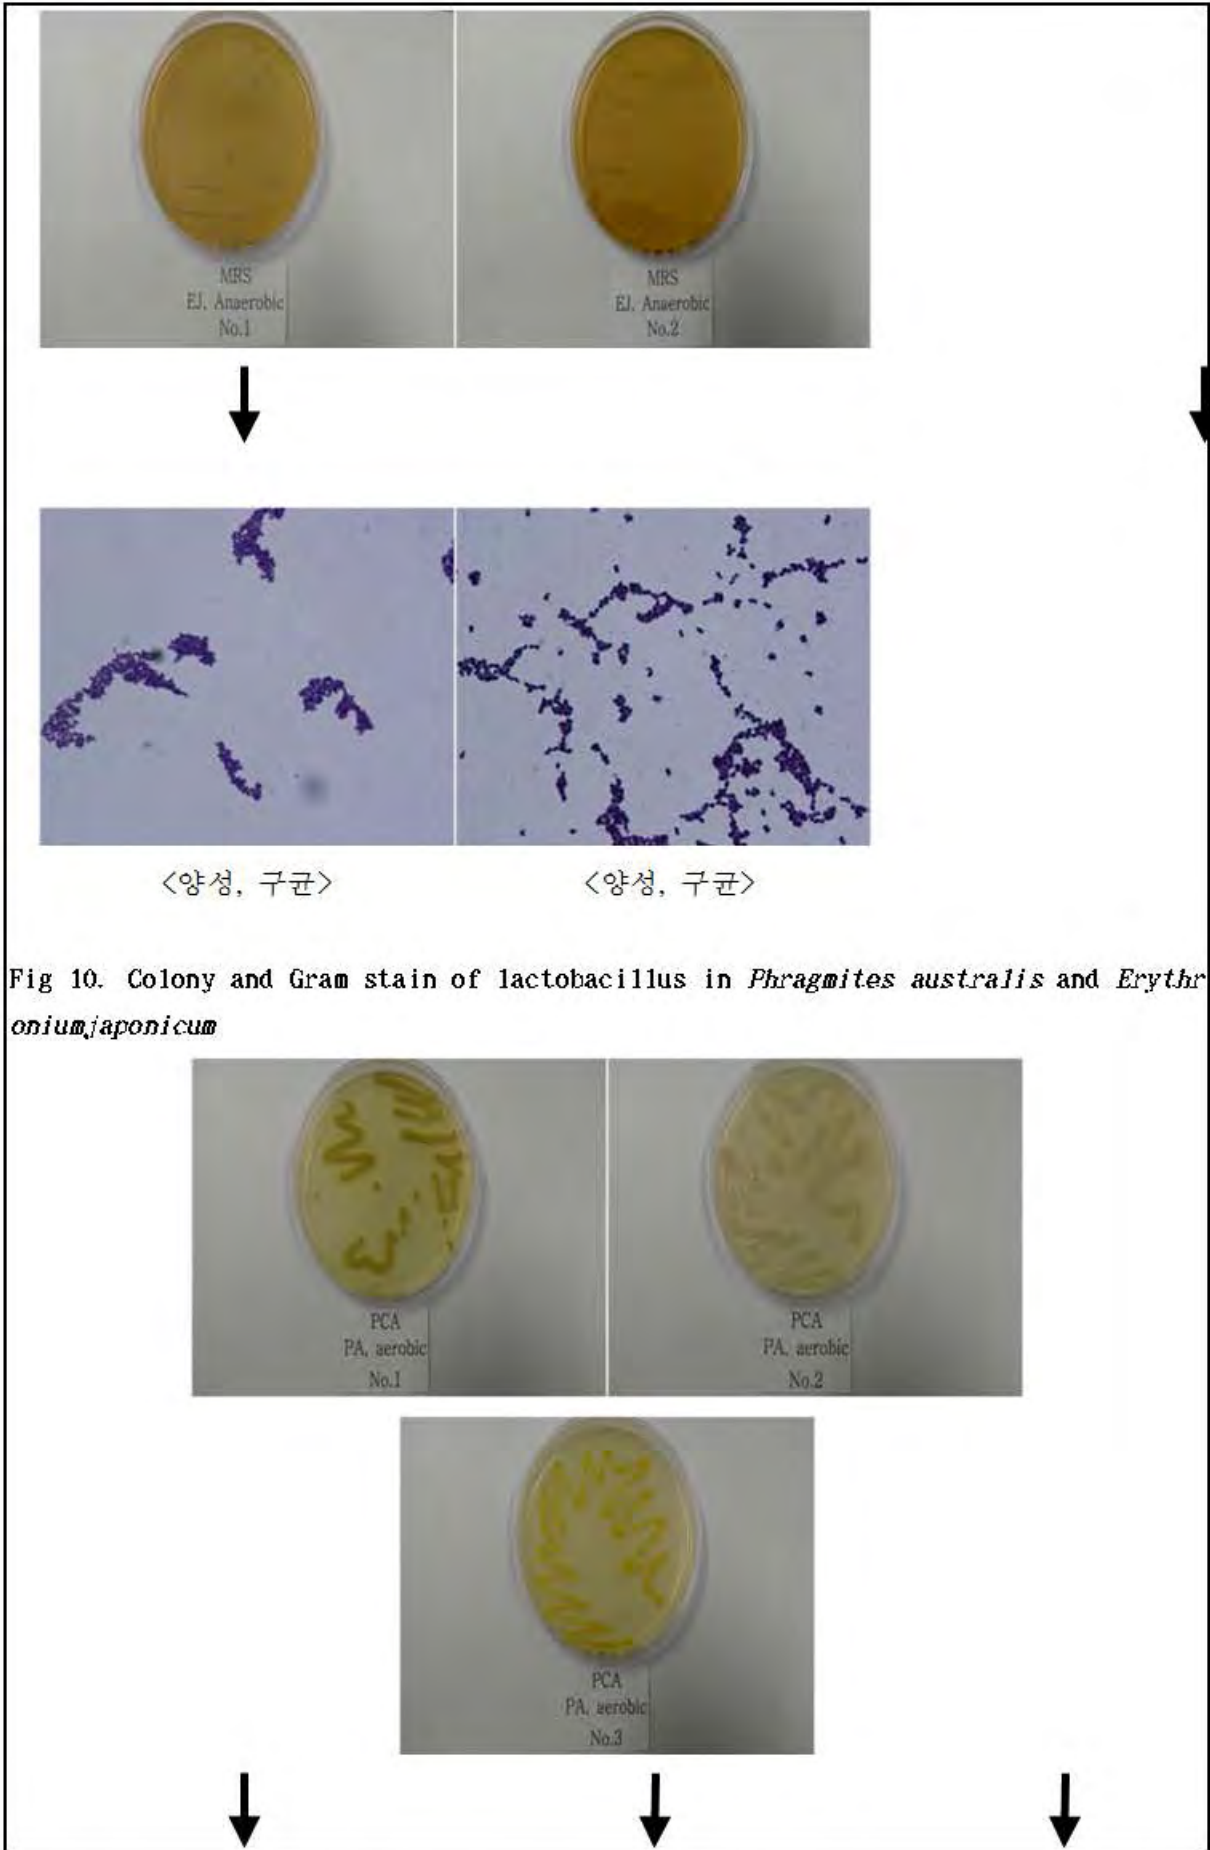 MRS
EJ, Anaerobic
No.1
MRS
EJ, Anaerobic
No.2
<양성, 구균>
<양성, 구균>
Fig 10. Colony and Gram stain of lactobacillus in Phragmites australis and Erythr
oniumjaponicum
PCA
PA, aerobic
No.1
PCA
PA, aerobic
No.2
PCA
PA, aerobic
No.3